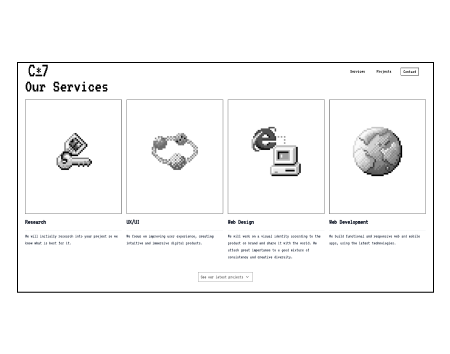 C*7
Services Projects Contact
Our Services
Research
We will initially research into your project so we
know what is best for it.
UX/UI
We focus on improving user experience, creating
intuitive and immersive digital products.
Web Design
We will work on a visual identity according to the
product or brand and share it with the world. We
attach great importance to a good mixture of
consistency and creative diversity.
Web Development
We build functional and responsive web and mobile
apps, using the latest technologies.
See our latest projects